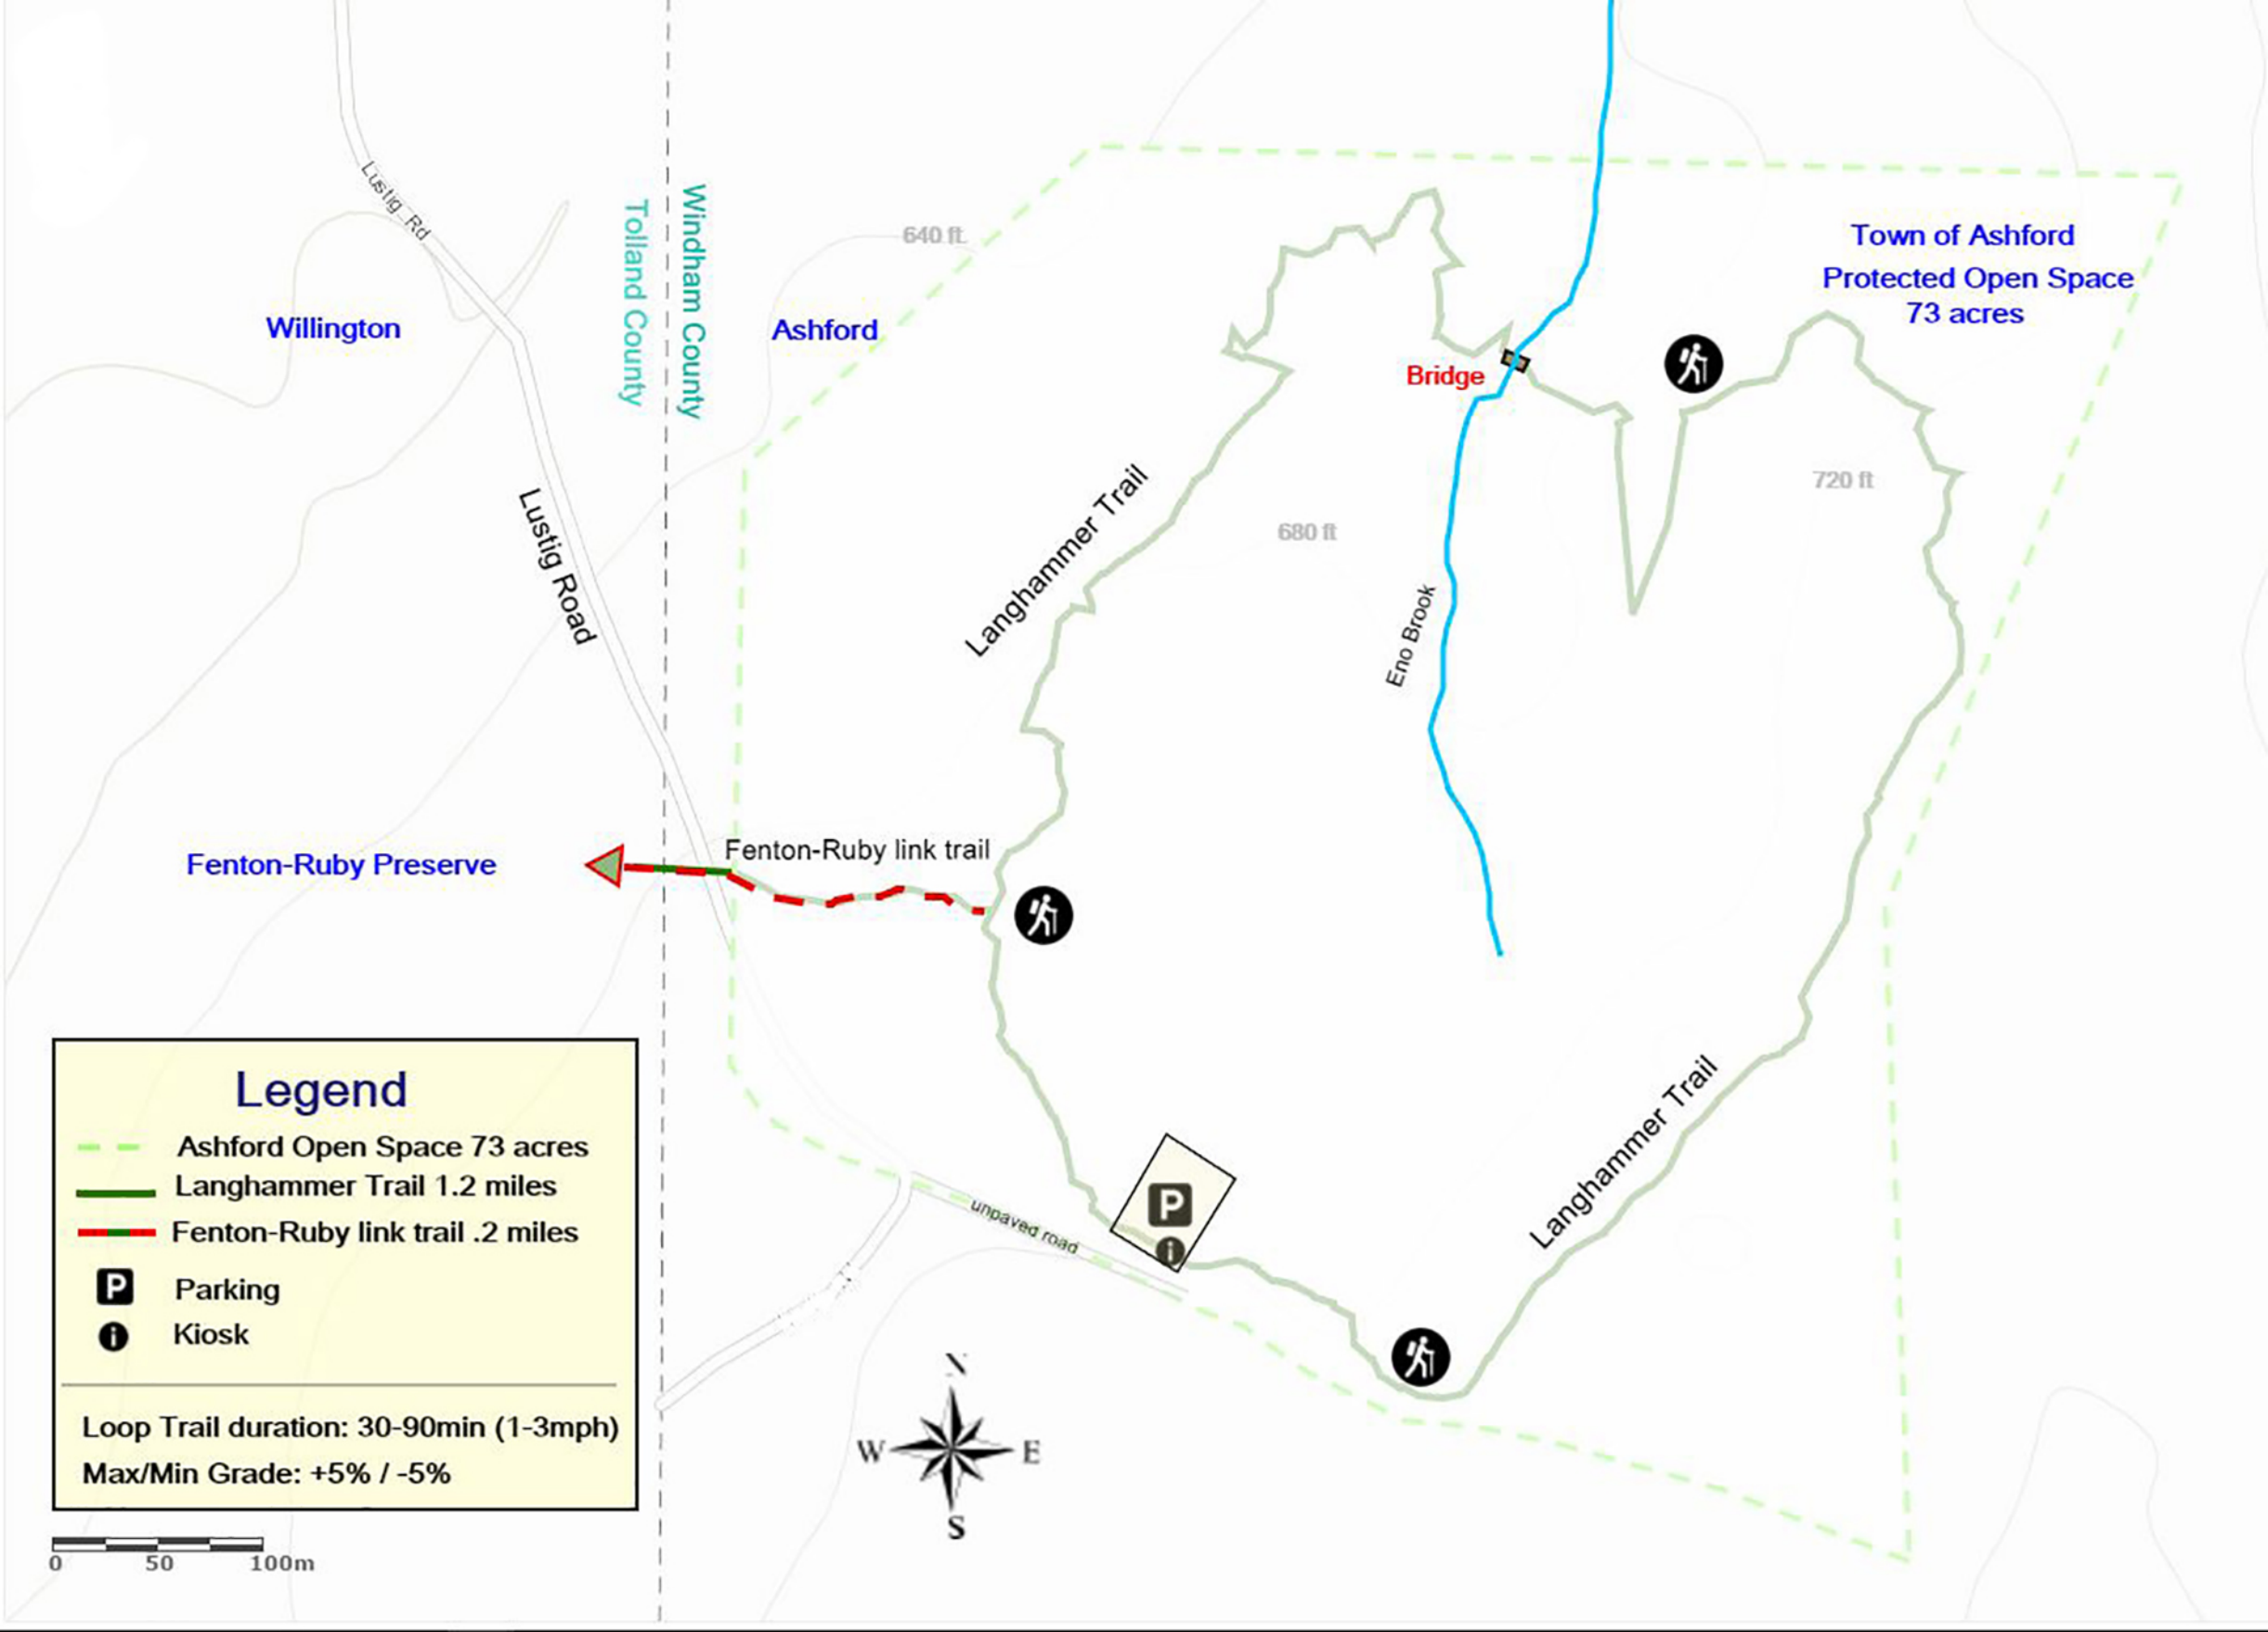 Lustig Rd
Tolland County
Windham County
640 ft.
Town of Ashford
Protected Open Space
73 acres
Willington
Ashford
Bridge
720 ft
680 ft
Langhammer Trail
Lustig Road
Eno Brook
Fenton-Ruby link trail
Fenton-Ruby Preserve
Legend
Ashford Open Space 73 acres
Langhammer Trail 1.2 miles
Fenton-Ruby link trail .2 miles
P Parking
i Kiosk
Loop Trail duration: 30-90min (1-3mph)
Max/Min Grade: +5% / -5%
0 50 100m
unpaved road
P
i
Langhammer Trail
N
W E
S